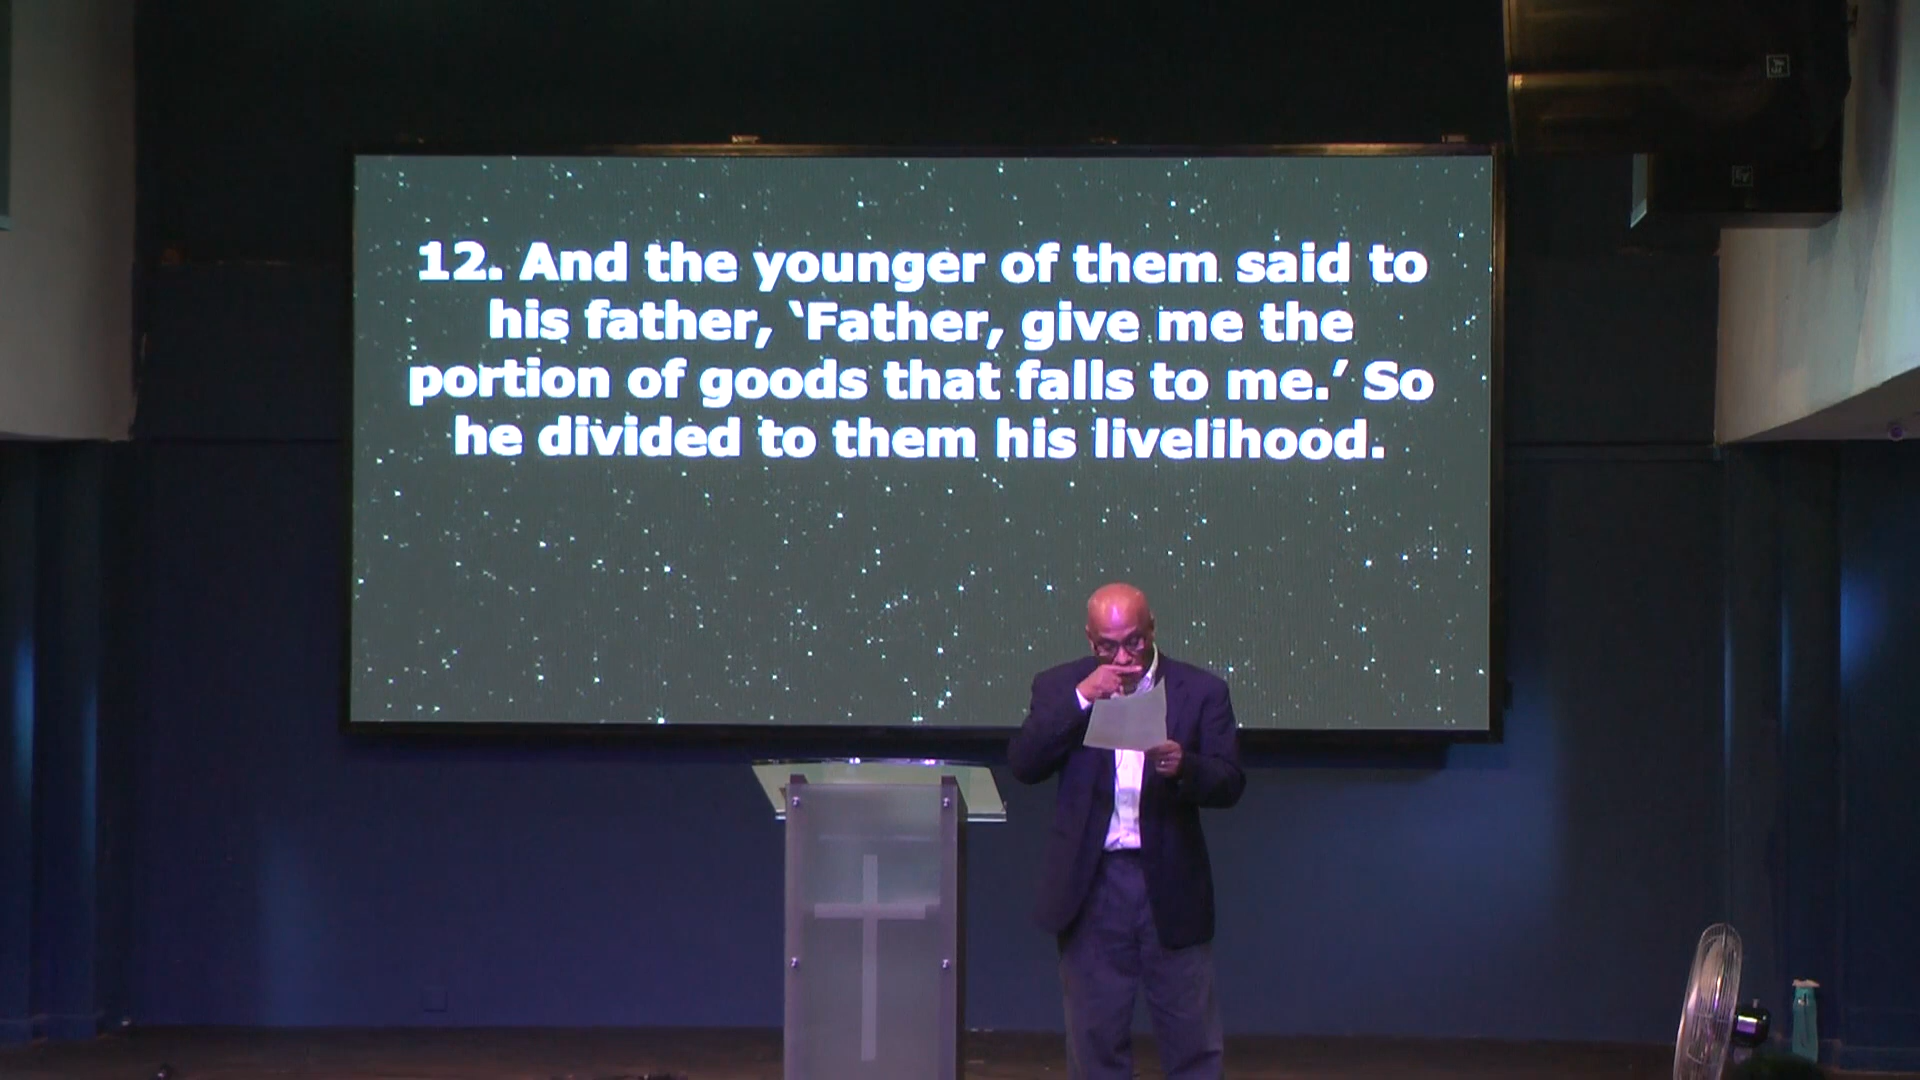 12. And the younger of them said to
his father, ‘Father, give me the
portion of goods that falls to me.’ So
he divided to them his livelihood.